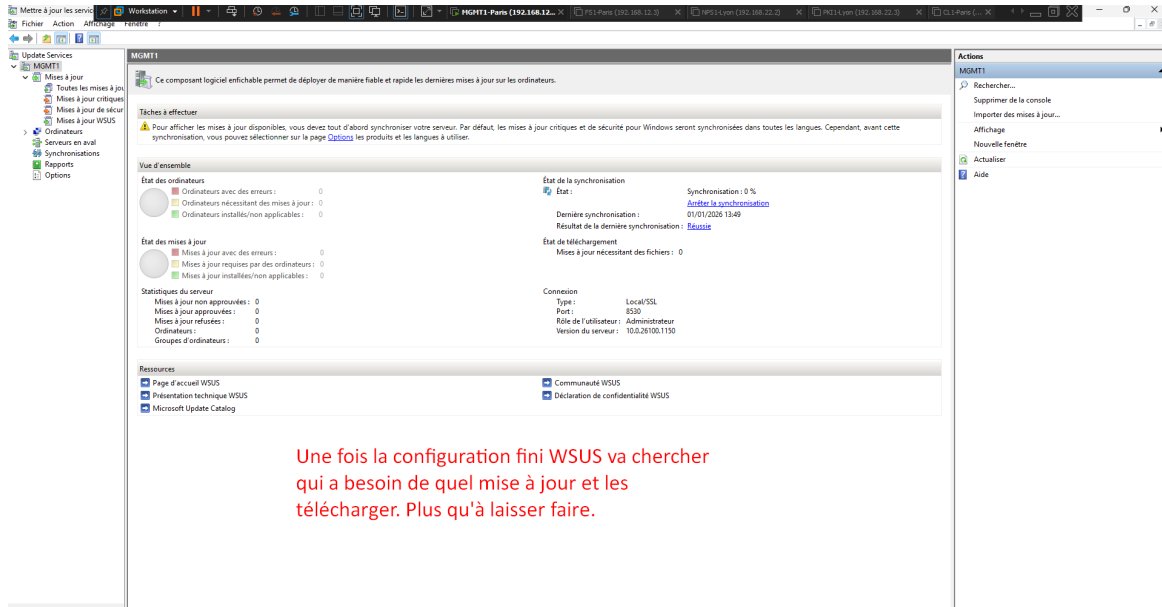 Mettre à jour les servic
Workstation
MGMT1-Paris (192.168.12...
FS1-Paris (192.168.12.3)
NPS1-Lyon (192.168.22.2)
PKI1-Lyon (192.168.22.3)
CL1-Paris (...
Fichier Action Affichage Fenêtre ?
Update Services
MGMT1
Mises à jour
Toutes les mises à jou
Mises à jour critiques
Mises à jour de sécur
Mises à jour WSUS
Ordinateurs
Serveurs en aval
Synchronisations
Rapports
Options
MGMT1
Ce composant logiciel enfichable permet de déployer de manière fiable et rapide les dernières mises à jour sur les ordinateurs.
Tâches à effectuer
Pour afficher les mises à jour disponibles, vous devez tout d'abord synchroniser votre serveur. Par défaut, les mises à jour critiques et de sécurité pour Windows seront synchronisées dans toutes les langues. Cependant, avant cette
synchronisation, vous pouvez sélectionner sur la page Options les produits et les langues à utiliser.
Vue d'ensemble
État des ordinateurs
Ordinateurs avec des erreurs : 0
Ordinateurs nécessitant des mises à jour : 0
Ordinateurs installés/non applicables : 0
État de la synchronisation
État : Synchronisation : 0 %
Arrêter la synchronisation
Dernière synchronisation : 01/01/2026 13:49
Résultat de la dernière synchronisation : Réussie
État des mises à jour
Mises à jour avec des erreurs : 0
Mises à jour requises par des ordinateurs : 0
Mises à jour installées/non applicables : 0
État de téléchargement
Mises à jour nécessitant des fichiers : 0
Statistiques du serveur
Mises à jour non approuvées : 0
Mises à jour approuvées : 0
Mises à jour refusées : 0
Ordinateurs : 0
Groupes d'ordinateurs : 0
Connexion
Type : Local/SSL
Port : 8530
Rôle de l'utilisateur : Administrateur
Version du serveur : 10.0.26100.1150
Ressources
Page d'accueil WSUS
Présentation technique WSUS
Microsoft Update Catalog
Communauté WSUS
Déclaration de confidentialité WSUS
Une fois la configuration fini WSUS va chercher
qui a besoin de quel mise à jour et les
télécharger. Plus qu'à laisser faire.
Actions
MGMT1
Rechercher...
Supprimer de la console
Importer des mises à jour...
Affichage
Nouvelle fenêtre
Actualiser
Aide